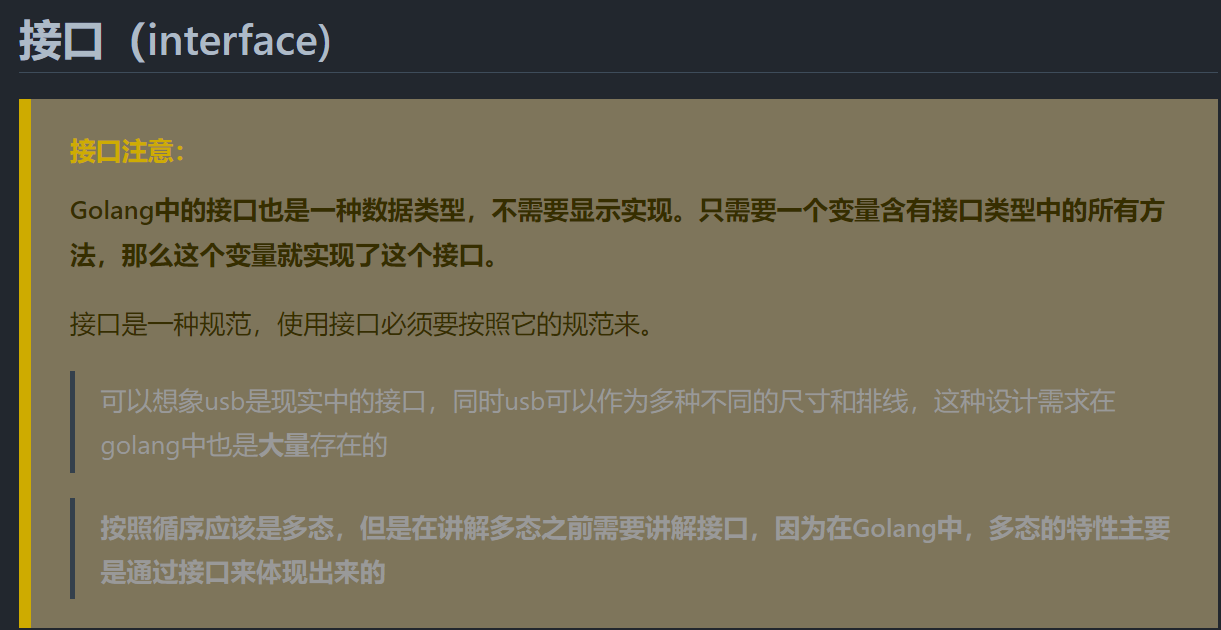 接口（interface)
接口注意：
Golang中的接口也是一种数据类型，不需要显示实现。只需要一个变量含有接口类型中的所有方
法，那么这个变量就实现了这个接口。
接口是一种规范，使用接口必须要按照它的规范来。
可以想象usb是现实中的接口，同时usb可以作为多种不同的尺寸和排线，这种设计需求在
golang中也是大量存在的
按照循序应该是多态，但是在讲解多态之前需要讲解接口，因为在Golang中，多态的特性主要
是通过接口来体现出来的